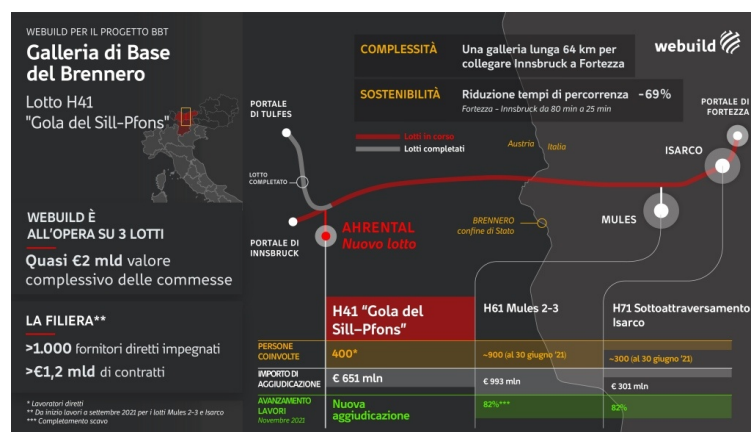 WEBUILD PER IL PROGETTO BBT
Galleria di Base
del Brennero
Lotto H41
"Gola del Sill-Pfons"
WEBUILD È
ALL'OPERA SU 3 LOTTI
Quasi €2 mld valore
complessivo delle commesse
LA FILIERA**
>1.000 fornitori diretti impegnati
>€1,2 mld di contratti
* Lavoratori diretti
** Da inizio lavori a settembre 2021 per i lotti Mules 2-3 e Isarco
*** Completamento scavo
COMPLESSITÀ
Una galleria lunga 64 km per
collegare Innsbruck a Fortezza
SOSTENIBILITÀ
Riduzione tempi di percorrenza -69%
Fortezza - Innsbruck da 80 min a 25 min
webuild
Lotti in corso
Lotti completati
PORTALE
DI TULFES
LOTTO
COMPLETATO
PORTALE DI
INNSBRUCK
AHRENTAL
Nuovo lotto
Austria
Italia
BRENNERO
confine di Stato
MULES
ISARCO
PORTALE DI
FORTEZZA
H41 "Gola del
Sill-Pfons"
H61 Mules 2-3
H71 Sottoattraversamento
Isarco
PERSONE
COINVOLTE
400*
~900 (al 30 giugno '21)
~300 (al 30 giugno '21)
IMPORTO DI
AGGIUDICAZIONE
€ 651 mln
€ 993 mln
€ 301 mln
AVANZAMENTO
LAVORI
Novembre 2021
Nuova
aggiudicazione
82%***
82%